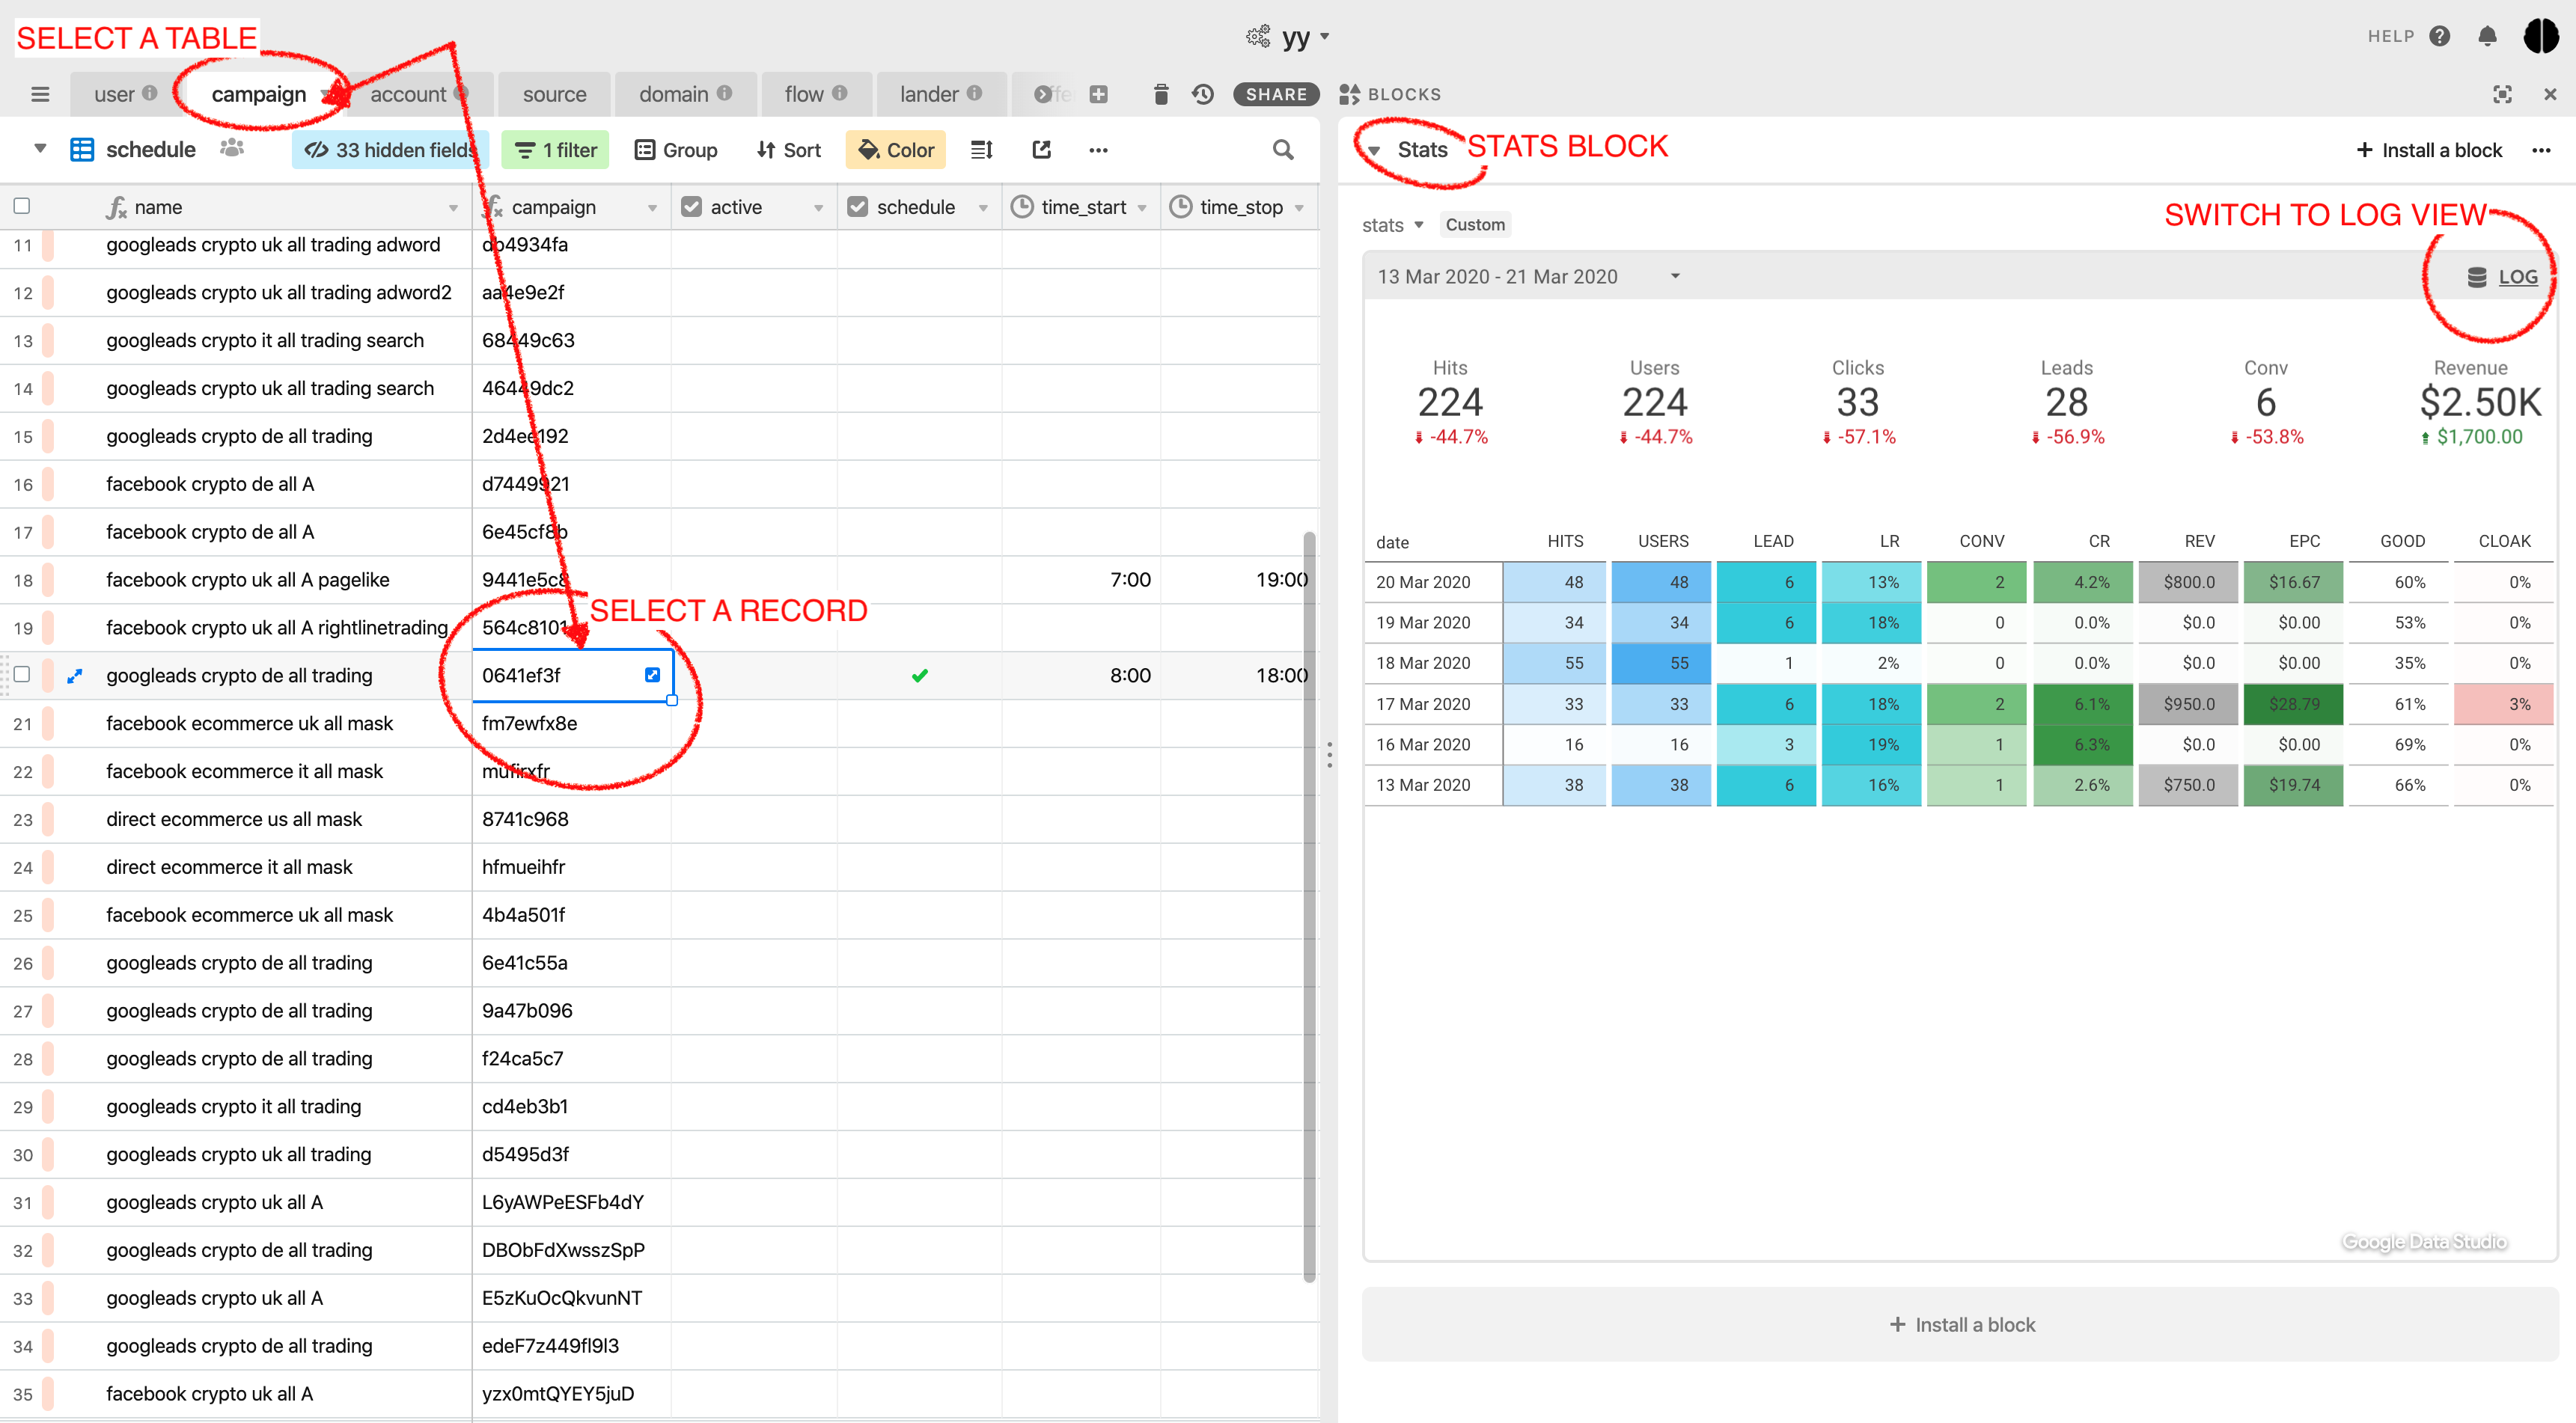 SELECT A TABLE
yy
HELP
user
campaign
account
source
domain
flow
lander
SHARE
BLOCKS
schedule
33 hidden fields
1 filter
Group
Sort
Color
Stats
STATS BLOCK
+ Install a block
name campaign active schedule time_start time_stop
stats Custom
SWITCH TO LOG VIEW
13 Mar 2020 - 21 Mar 2020
LOG
11 googleads crypto uk all trading adword db4934fa
12 googleads crypto uk all trading adword2 aa4e9e2f
13 googleads crypto it all trading search 68449c63
14 googleads crypto uk all trading search 46449dc2
15 googleads crypto de all trading 2d4ee192
16 facebook crypto de all A d7449921
17 facebook crypto de all A 6e45cf8b
18 facebook crypto uk all A pagelike 9441e5c8 7:00 19:00
SELECT A RECORD
19 facebook crypto uk all A rightlinetrading 564c8101
googleads crypto de all trading 0641ef3f 8:00 18:00
21 facebook ecommerce uk all mask fm7ewfx8e
22 facebook ecommerce it all mask mufirxfr
23 direct ecommerce us all mask 8741c968
24 direct ecommerce it all mask hfmueihfr
25 facebook ecommerce uk all mask 4b4a501f
26 googleads crypto de all trading 6e41c55a
27 googleads crypto de all trading 9a47b096
28 googleads crypto de all trading f24ca5c7
29 googleads crypto it all trading cd4eb3b1
30 googleads crypto uk all trading d5495d3f
31 googleads crypto uk all A L6yAWPeESFb4dY
32 googleads crypto de all trading DBObFdXwsszSpP
33 googleads crypto uk all A E5zKuOcQkvunNT
34 googleads crypto de all trading edeF7z449fl9l3
35 facebook crypto uk all A yzx0mtQYEY5juD
Hits Users Clicks Leads Conv Revenue
224 224 33 28 6 $2.50K
-44.7% -44.7% -57.1% -56.9% -53.8% $1,700.00
date HITS USERS LEAD LR CONV CR REV EPC GOOD CLOAK
20 Mar 2020 48 48 6 13% 2 4.2% $800.0 $16.67 60% 0%
19 Mar 2020 34 34 6 18% 0 0.0% $0.0 $0.00 53% 0%
18 Mar 2020 55 55 1 2% 0 0.0% $0.0 $0.00 35% 0%
17 Mar 2020 33 33 6 18% 2 6.1% $950.0 $28.79 61% 3%
16 Mar 2020 16 16 3 19% 1 6.3% $0.0 $0.00 69% 0%
13 Mar 2020 38 38 6 16% 1 2.6% $750.0 $19.74 66% 0%
Google Data Studio
+ Install a block